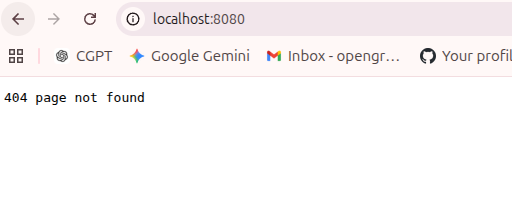 localhost:8080
CGPT Google Gemini Inbox - opengr… Your profil
404 page not found